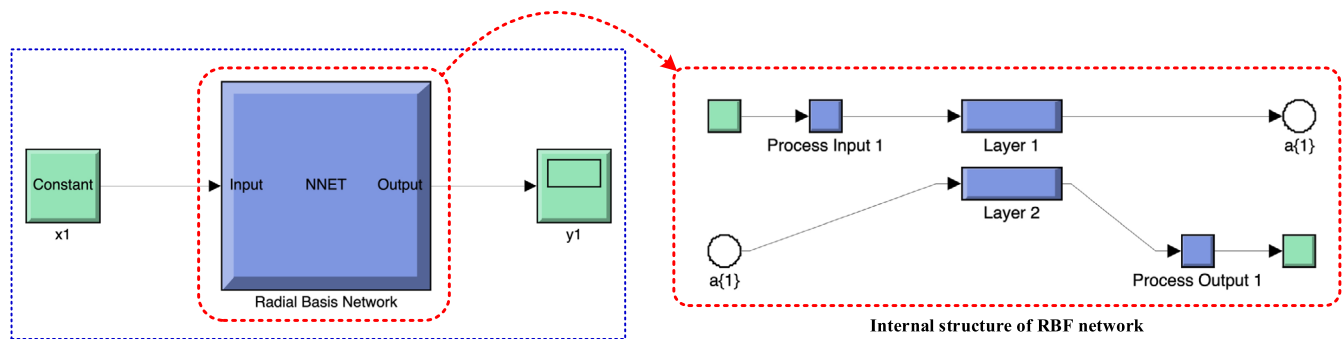 Constant
x1
Input NNET Output
Radial Basis Network
y1
Process Input 1
Layer 1
a{1}
Layer 2
a{1}
Process Output 1
Internal structure of RBF network